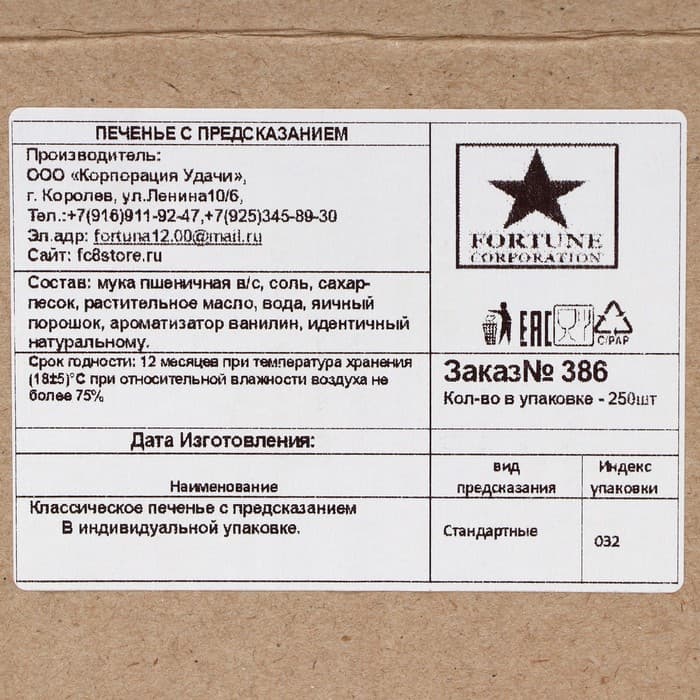 ПЕЧЕНЬЕ С ПРЕДСКАЗАНИЕМ
Производитель:
ООО «Корпорация Удачи»,
г. Королев, ул.Ленина10/6,
Тел.:+7(916)911-92-47,+7(925)345-89-30
Эл.адр: fortuna12.00@mail.ru
Сайт: fc8store.ru
Состав: мука пшеничная в/с, соль, сахар-
песок, растительное масло, вода, яичный
порошок, ароматизатор ванилин, идентичный
натуральному.
Срок годности: 12 месяцев при температура хранения
(18±5)°С при относительной влажности воздуха не
более 75%
FORTUNE
CORPORATION
EAC
C/PAP
Заказ№ 386
Кол-во в упаковке - 250шт
Дата Изготовления:
Наименование
вид
предсказания
Индекс
упаковки
Классическое печенье с предсказанием
В индивидуальной упаковке.
Стандартные
032